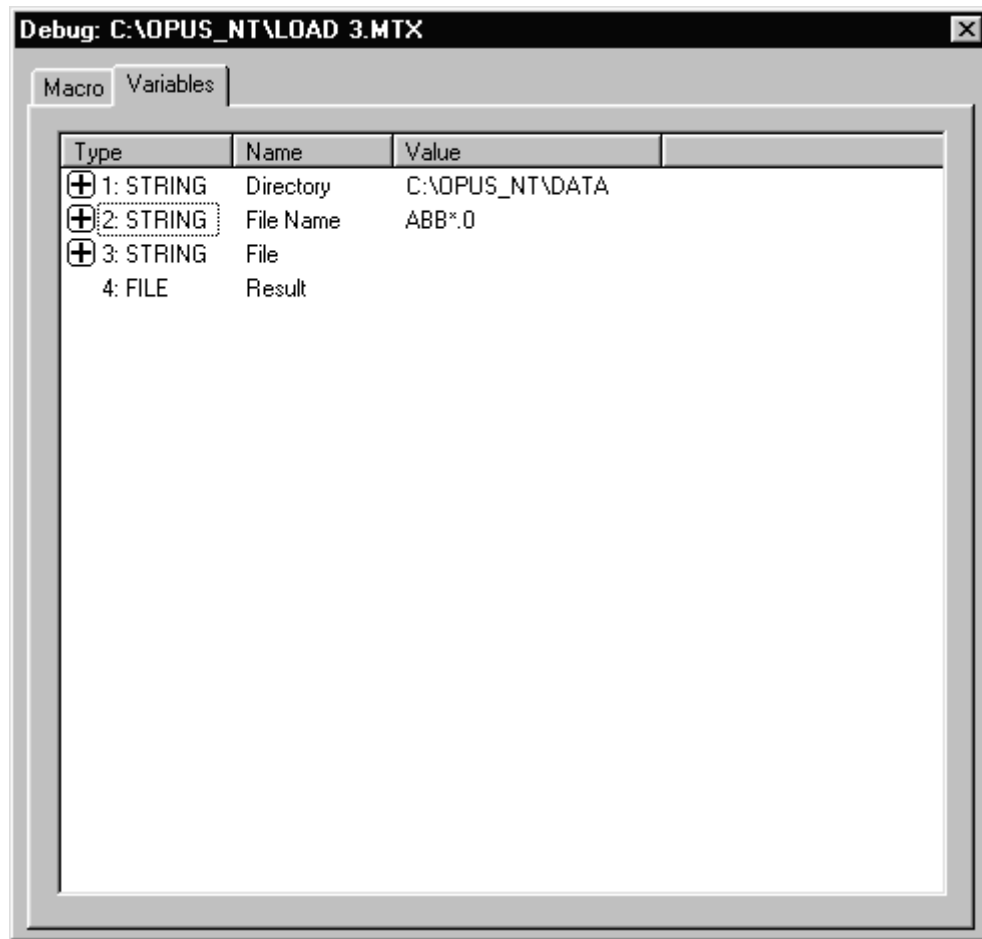 Debug: C:\OPUS_NT\LOAD 3.MTX
Macro Variables
Type Name Value
1: STRING Directory C:\OPUS_NT\DATA
2: STRING File Name ABB*.0
3: STRING File
4: FILE Result